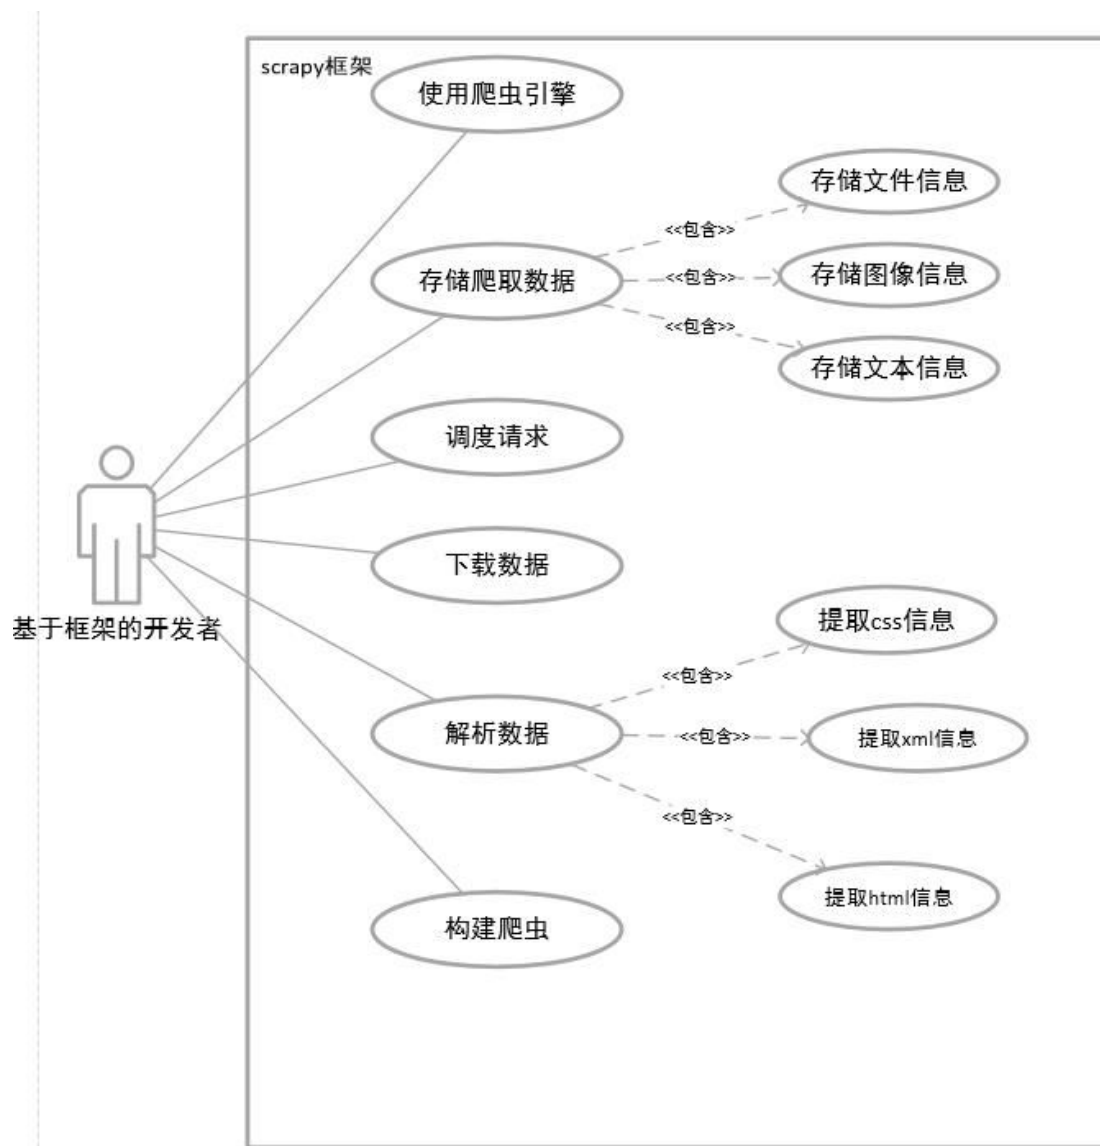 scrapy框架
使用爬虫引擎
存储文件信息
<<包含>>
存储爬取数据
<<包含>>
存储图像信息
<<包含>>
存储文本信息
调度请求
下载数据
基于框架的开发者
提取css信息
<<包含>>
解析数据
<<包含>>
提取xml信息
<<包含>>
提取html信息
构建爬虫